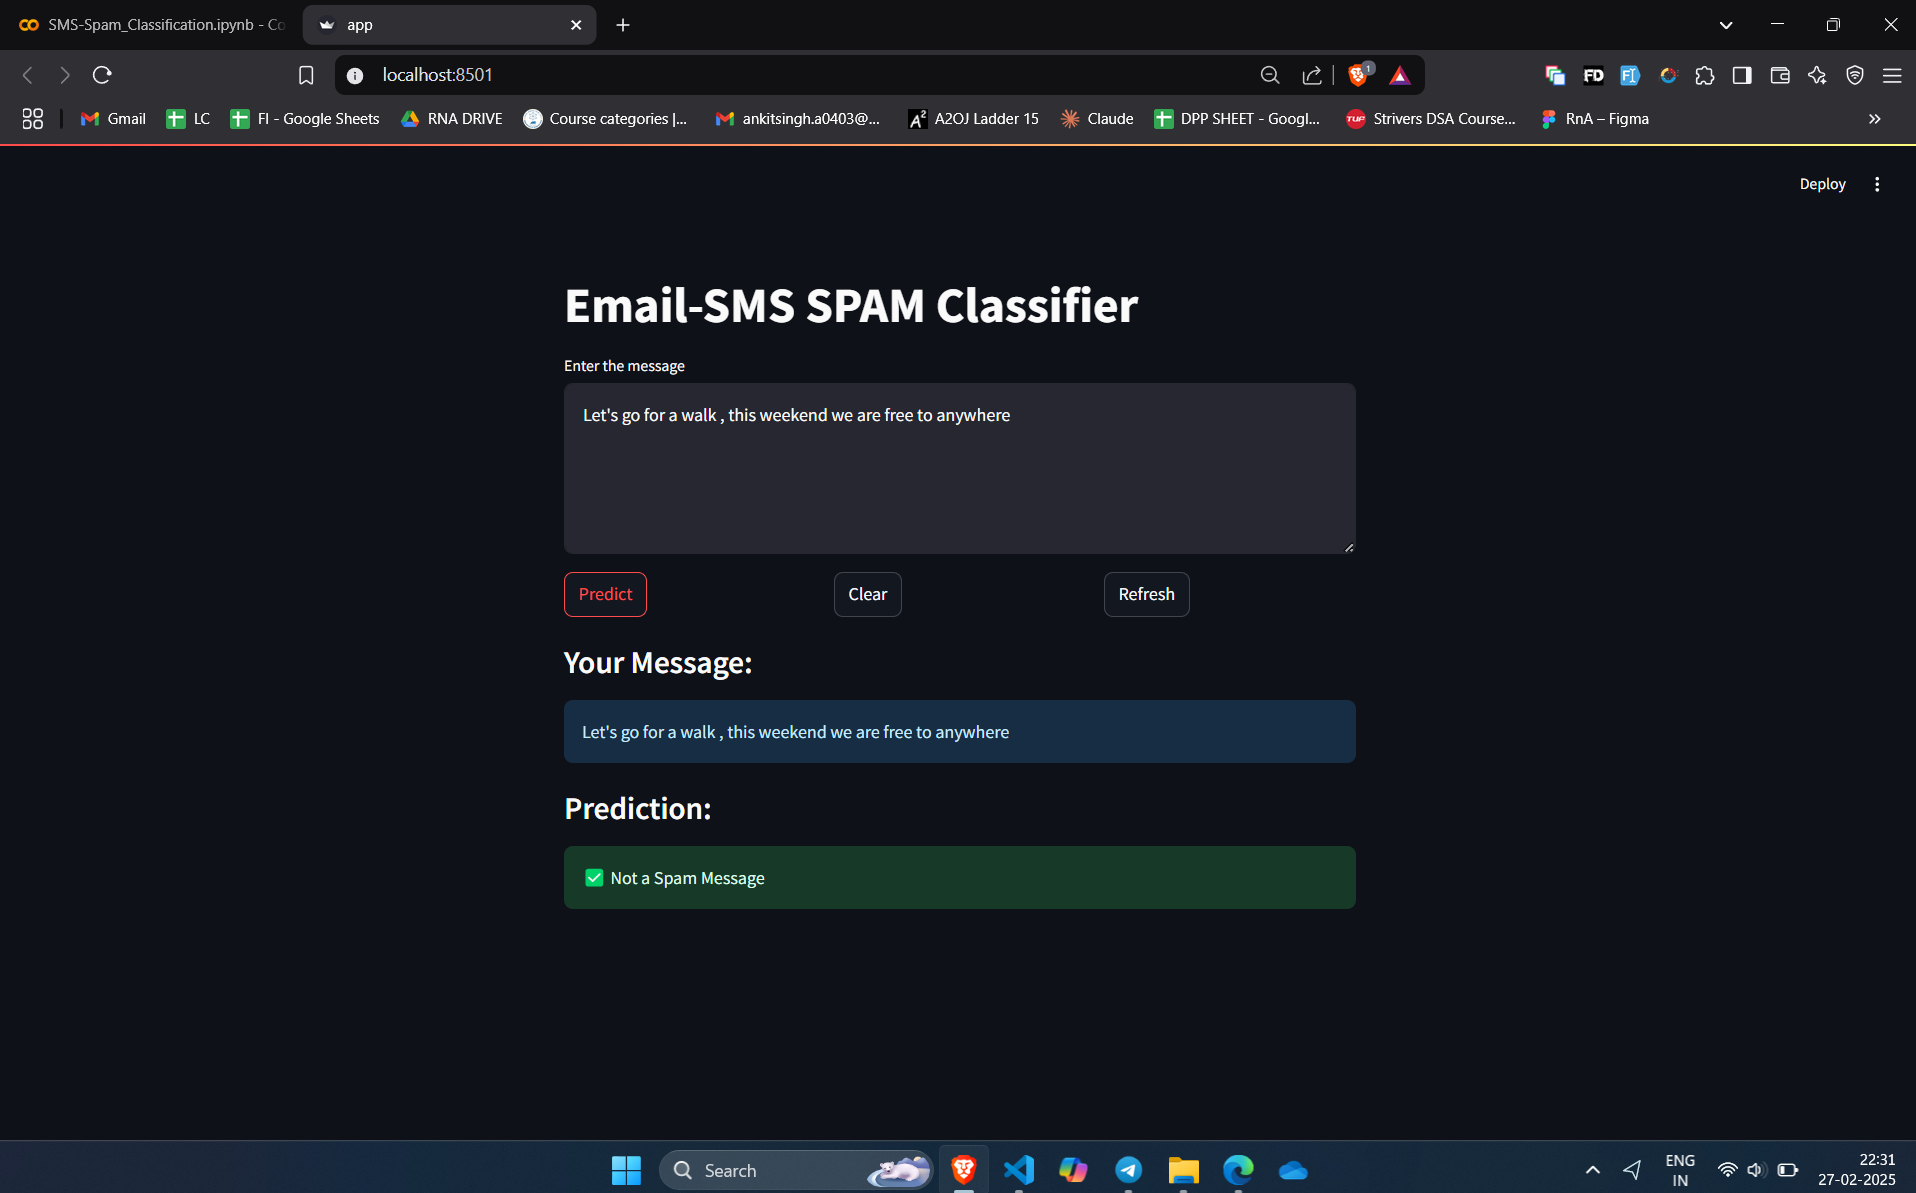 SMS-Spam_Classification.ipynb - Co
app
localhost:8501
1
Gmail
LC
FI - Google Sheets
RNA DRIVE
Course categories |...
ankitsingh.a0403@...
A2OJ Ladder 15
Claude
DPP SHEET - Googl...
Strivers DSA Course...
RnA – Figma
Deploy
Email-SMS SPAM Classifier
Enter the message
Let's go for a walk , this weekend we are free to anywhere
Predict
Clear
Refresh
Your Message:
Let's go for a walk , this weekend we are free to anywhere
Prediction:
Not a Spam Message
Search
ENG
IN
22:31
27-02-2025